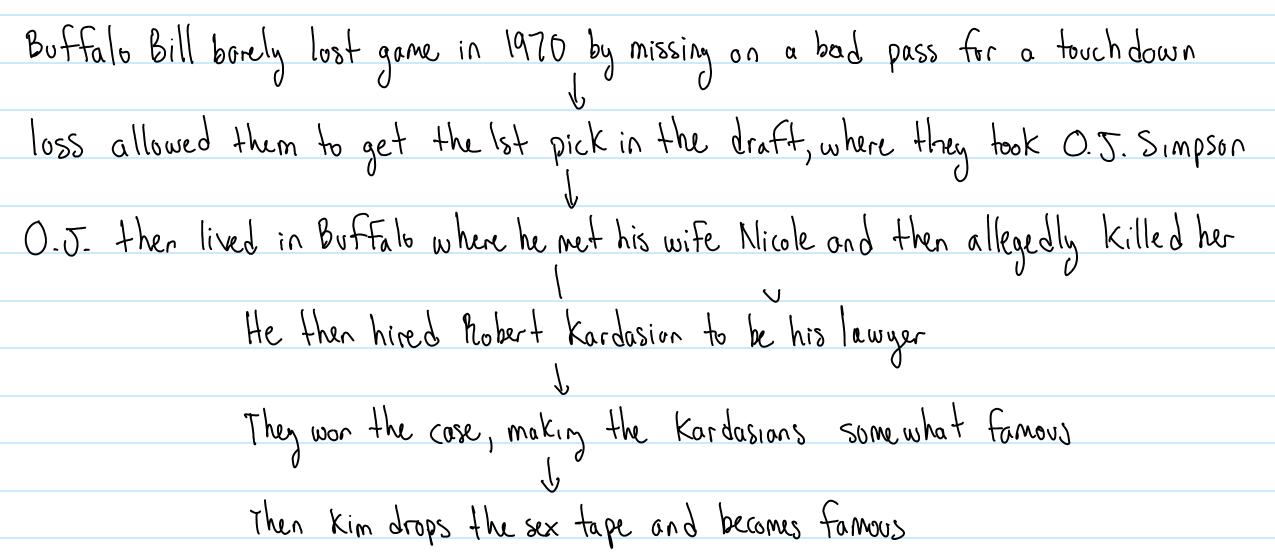 Buffalo Bill barely lost game in 1970 by missing on a bad pass for a touchdown
loss allowed them to get the 1st pick in the draft, where they took O.J. Simpson
O.J. then lived in Buffalo where he met his wife Nicole and then allegedly killed her
He then hired Robert Kardasian to be his lawyer
They won the case, making the Kardasians somewhat famous
Then Kim drops the sex tape and becomes famous